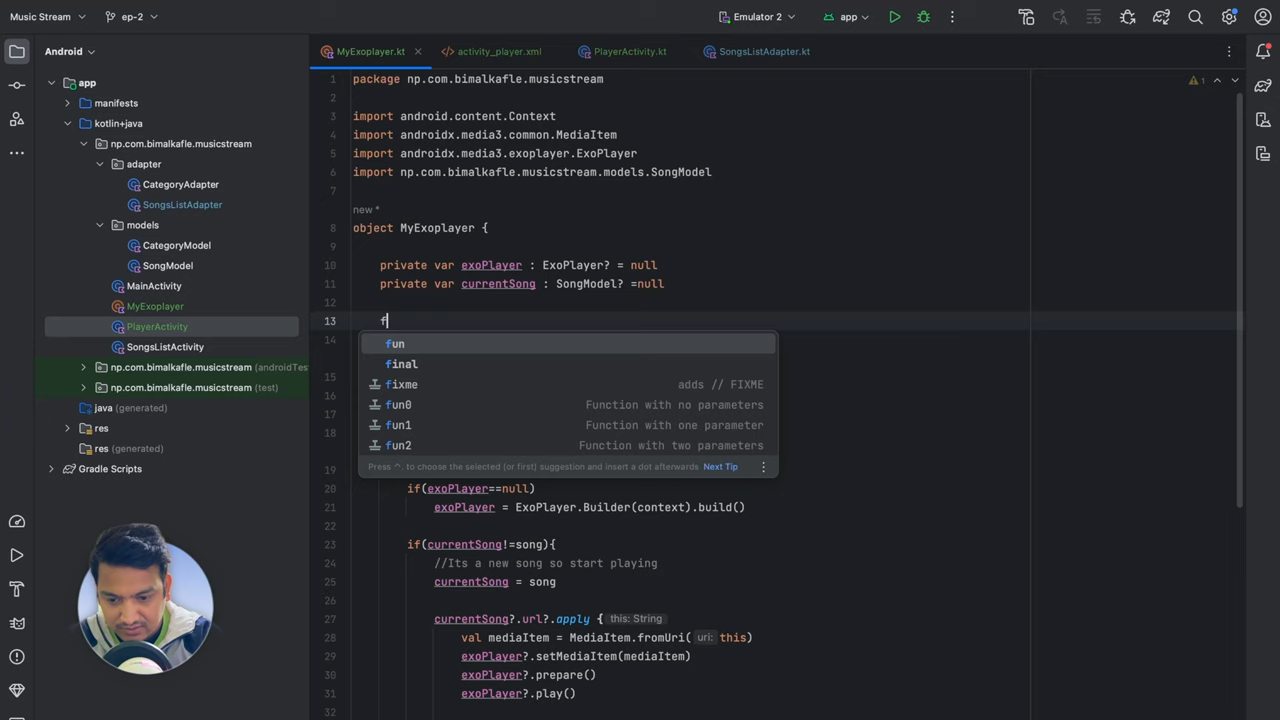 Music Stream
ep-2
Emulator 2
app
Android
MyExoplayer.kt
activity_player.xml
PlayerActivity.kt
SongsListAdapter.kt
app
manifests
kotlin+java
np.com.bimalkafle.musicstream
adapter
CategoryAdapter
SongsListAdapter
models
CategoryModel
SongModel
MainActivity
MyExoplayer
PlayerActivity
SongsListActivity
np.com.bimalkafle.musicstream (androidTes
np.com.bimalkafle.musicstream (test)
java (generated)
res
res (generated)
Gradle Scripts
1 package np.com.bimalkafle.musicstream
2
3 import android.content.Context
4 import androidx.media3.common.MediaItem
5 import androidx.media3.exoplayer.ExoPlayer
6 import np.com.bimalkafle.musicstream.models.SongModel
7
new *
8 object MyExoplayer {
9
10 private var exoPlayer : ExoPlayer? = null
11 private var currentSong : SongModel? =null
12
13 f
14
fun
final
fixme adds // FIXME
fun0 Function with no parameters
fun1 Function with one parameter
fun2 Function with two parameters
Press ^. to choose the selected (or first) suggestion and insert a dot afterwards Next Tip
15
16
17
18
19
20 if(exoPlayer==null)
21 exoPlayer = ExoPlayer.Builder(context).build()
22
23 if(currentSong!=song){
24 //Its a new song so start playing
25 currentSong = song
26
27 currentSong?.url?.apply { this: String
28 val mediaItem = MediaItem.fromUri( uri: this)
29 exoPlayer?.setMediaItem(mediaItem)
30 exoPlayer?.prepare()
31 exoPlayer?.play()
32
1